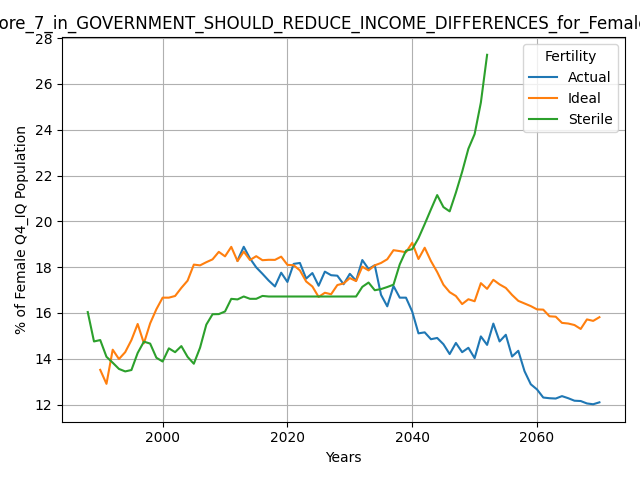 ore_7_in_GOVERNMENT_SHOULD_REDUCE_INCOME_DIFFERENCES_for_Female
28
26
24
22
20
18
16
14
12
% of Female Q4_IQ Population
Fertility
Actual
Ideal
Sterile
2000
2020
2040
2060
Years